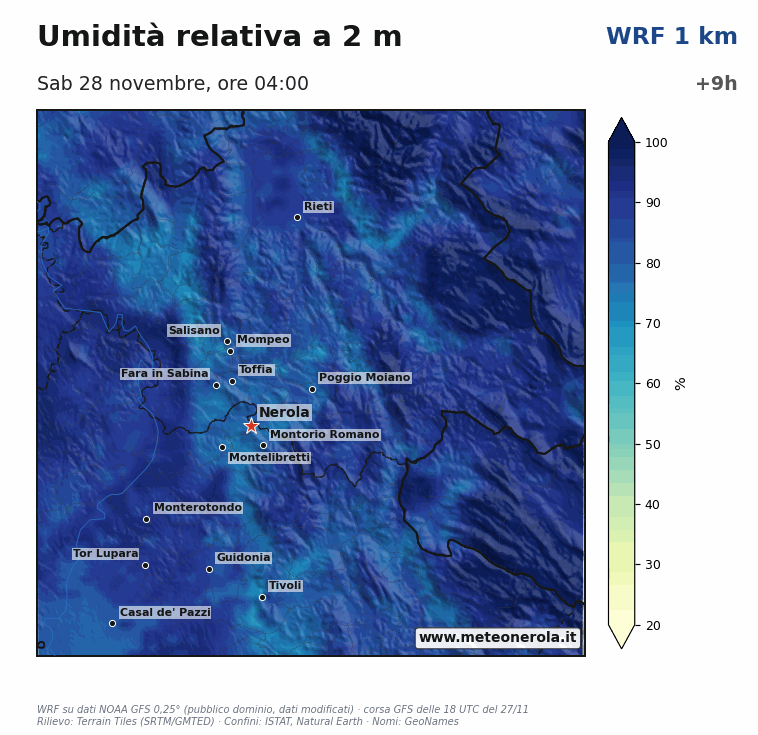 Umidità relativa a 2 m
WRF 1 km
Sab 28 novembre, ore 04:00
+9h
Rieti
Salisano
Mompeo
Fara in Sabina
Toffia
Poggio Moiano
Nerola
Montorio Romano
Montelibretti
Monterotondo
Tor Lupara
Guidonia
Tivoli
Casal de' Pazzi
www.meteonerola.it
100
90
80
70
60
50
40
30
20
%
WRF su dati NOAA GFS 0,25° (pubblico dominio, dati modificati) · corsa GFS delle 18 UTC del 27/11
Rilievo: Terrain Tiles (SRTM/GMTED) · Confini: ISTAT, Natural Earth · Nomi: GeoNames